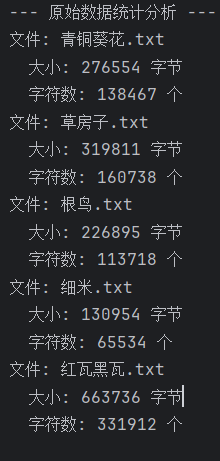 --- 原始数据统计分析 ---
文件: 青铜葵花.txt
大小: 276554 字节
字符数: 138467 个
文件: 草房子.txt
大小: 319811 字节
字符数: 160738 个
文件: 根鸟.txt
大小: 226895 字节
字符数: 113718 个
文件: 细米.txt
大小: 130954 字节
字符数: 65534 个
文件: 红瓦黑瓦.txt
大小: 663736 字节
字符数: 331912 个